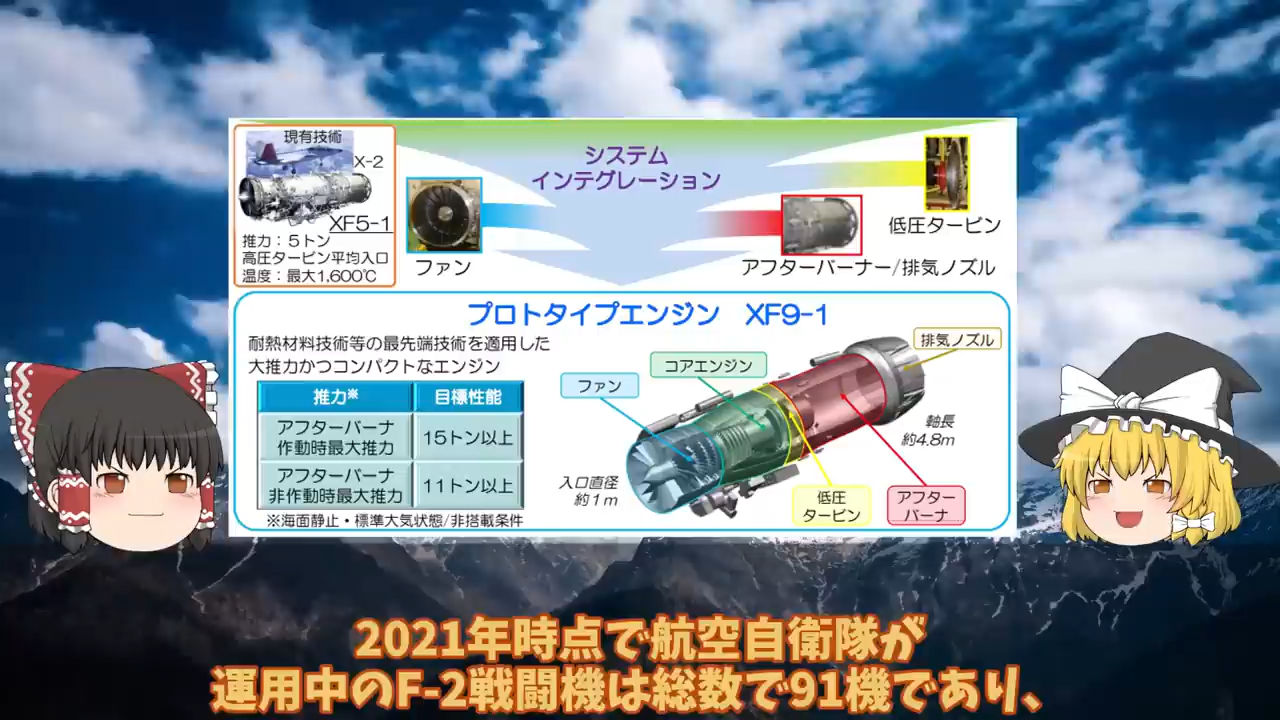 現有技術
X-2
XF5-1
推力：５トン
高圧タービン平均入口
温度：最大1,600℃
ファン
システム
インテグレーション
アフターバーナー/排気ノズル
低圧タービン
プロトタイプエンジン　XF9-1
耐熱材料技術等の最先端技術を適用した
大推力かつコンパクトなエンジン
推力※
目標性能
アフターバーナ
作動時最大推力
15トン以上
アフターバーナ
非作動時最大推力
11トン以上
※海面静止・標準大気状態/非搭載条件
ファン
コアエンジン
排気ノズル
軸長
約4.8m
入口直径
約１m
低圧
タービン
アフター
バーナ
2021年時点で航空自衛隊が
運用中のF-2戦闘機は総数で91機であり、